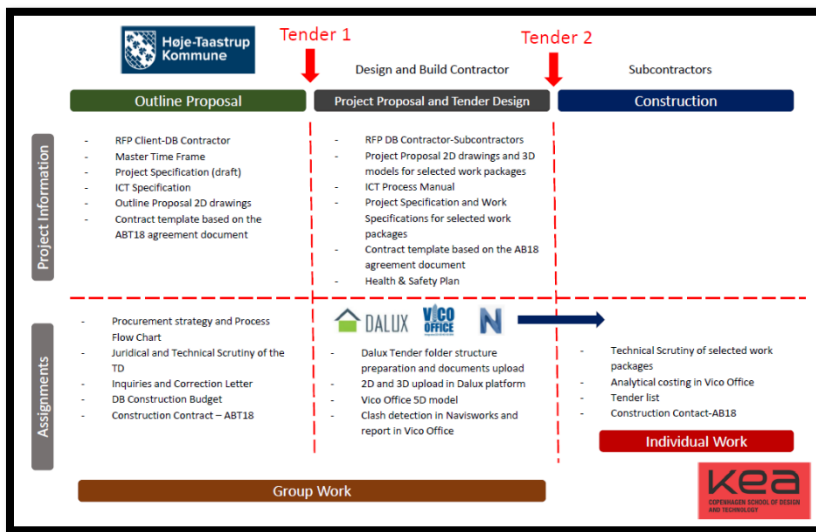 Høje-Taastrup
Kommune
Tender 1
Tender 2
Design and Build Contractor
Subcontractors
Outline Proposal
Project Proposal and Tender Design
Construction
Project Information
- RFP Client-DB Contractor
- Master Time Frame
- Project Specification (draft)
- ICT Specification
- Outline Proposal 2D drawings
- Contract template based on the
ABT18 agreement document
- RFP DB Contractor-Subcontractors
- Project Proposal 2D drawings and 3D
models for selected work packages
- ICT Process Manual
- Project Specification and Work
Specifications for selected work
packages
- Contract template based on the AB18
agreement document
- Health & Safety Plan
Assignments
- Procurement strategy and Process
Flow Chart
- Juridical and Technical Scrutiny of the
TD
- Inquiries and Correction Letter
- DB Construction Budget
- Construction Contract – ABT18
DALUX
VICO
OFFICE
N
- Dalux Tender folder structure
preparation and documents upload
- 2D and 3D upload in Dalux platform
- Vico Office 5D model
- Clash detection in Navisworks and
report in Vico Office
- Technical Scrutiny of selected work
packages
- Analytical costing in Vico Office
- Tender list
- Construction Contact-AB18
Individual Work
Group Work
kea
COPENHAGEN SCHOOL OF DESIGN
AND TECHNOLOGY